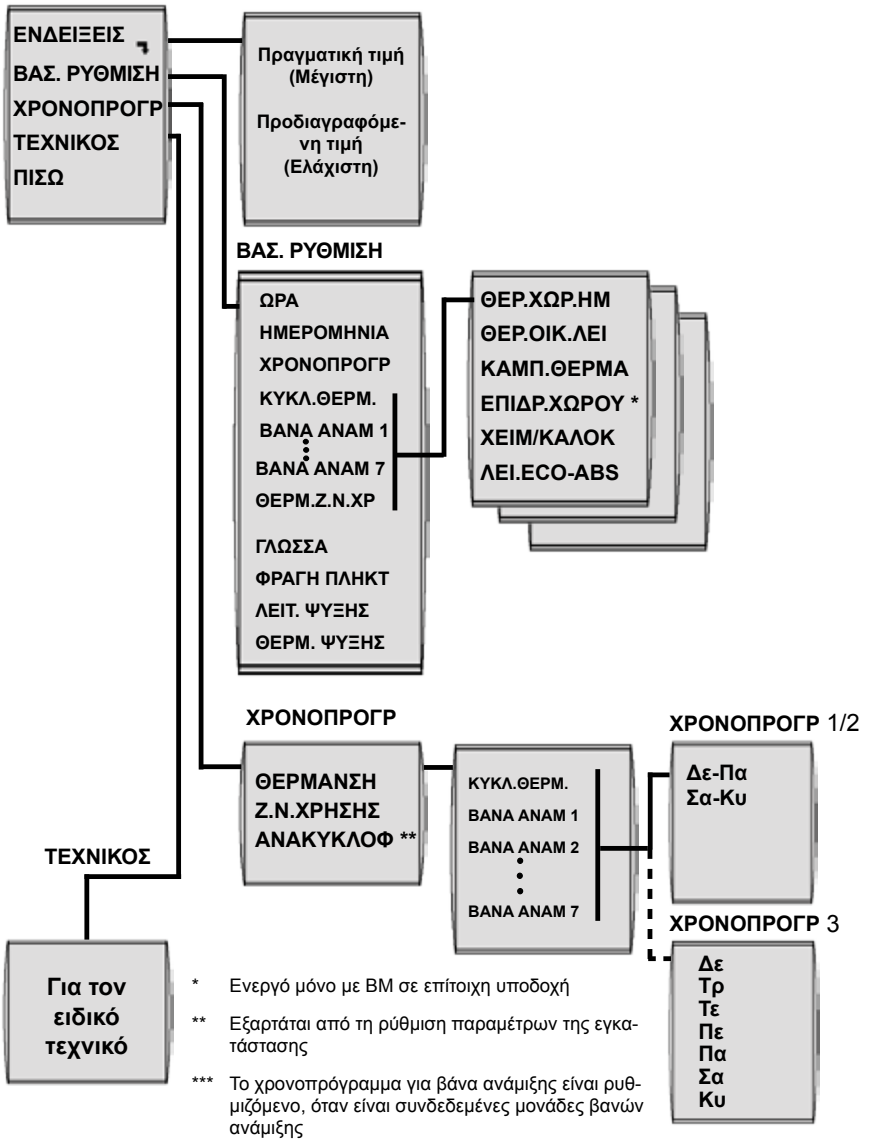 ΕΝΔΕΙΞΕΙΣ
ΒΑΣ. ΡΥΘΜΙΣΗ
ΧΡΟΝΟΠΡΟΓΡ
ΤΕΧΝΙΚΟΣ
ΠΙΣΩ
Πραγματική τιμή
(Μέγιστη)
Προδιαγραφόμε-
νη τιμή
(Ελάχιστη)
ΒΑΣ. ΡΥΘΜΙΣΗ
ΩΡΑ
ΗΜΕΡΟΜΗΝΙΑ
ΧΡΟΝΟΠΡΟΓΡ
ΚΥΚΛ.ΘΕΡΜ.
ΒΑΝΑ ΑΝΑΜ 1
ΒΑΝΑ ΑΝΑΜ 7
ΘΕΡΜ.Ζ.Ν.ΧΡ
ΓΛΩΣΣΑ
ΦΡΑΓΗ ΠΛΗΚΤ
ΛΕΙΤ. ΨΥΞΗΣ
ΘΕΡΜ. ΨΥΞΗΣ
ΘΕΡ.ΧΩΡ.ΗΜ
ΘΕΡ.ΟΙΚ.ΛΕΙ
ΚΑΜΠ.ΘΕΡΜΑ
ΕΠΙΔΡ.ΧΩΡΟΥ *
ΧΕΙΜ/ΚΑΛΟΚ
ΛΕΙ.ECO-ABS
ΧΡΟΝΟΠΡΟΓΡ
ΘΕΡΜΑΝΣΗ
Ζ.Ν.ΧΡΗΣΗΣ
ΑΝΑΚΥΚΛΟΦ **
ΚΥΚΛ.ΘΕΡΜ.
ΒΑΝΑ ΑΝΑΜ 1
ΒΑΝΑ ΑΝΑΜ 2
ΒΑΝΑ ΑΝΑΜ 7
ΧΡΟΝΟΠΡΟΓΡ 1/2
Δε-Πα
Σα-Κυ
ΧΡΟΝΟΠΡΟΓΡ 3
Δε
Τρ
Τε
Πε
Πα
Σα
Κυ
ΤΕΧΝΙΚΟΣ
Για τον
ειδικό
τεχνικό
* Ενεργό μόνο με BM σε επίτοιχη υποδοχή
** Εξαρτάται από τη ρύθμιση παραμέτρων της εγκα-
τάστασης
*** Το χρονοπρόγραμμα για βάνα ανάμιξης είναι ρυθ-
μιζόμενο, όταν είναι συνδεδεμένες μονάδες βανών
ανάμιξης